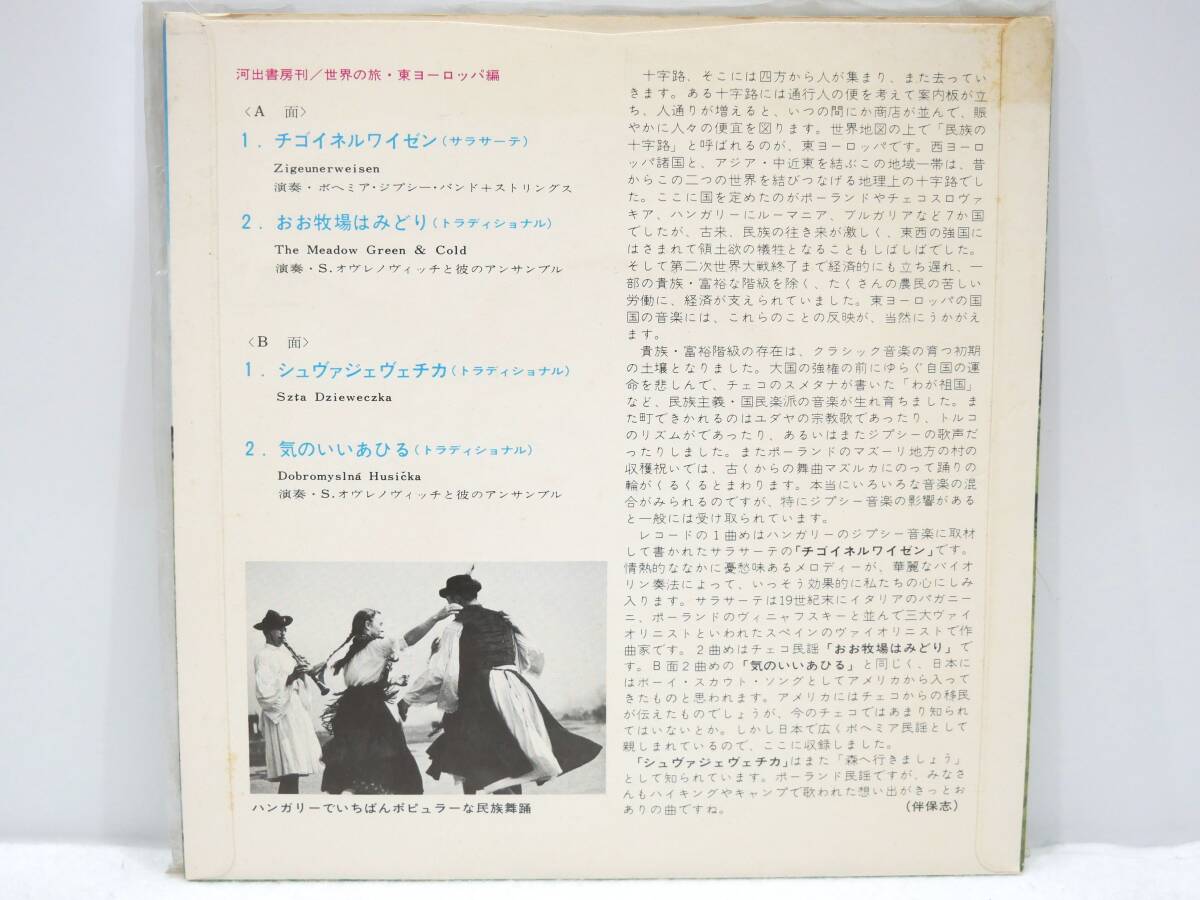 河出書房刊／世界の旅・東ヨーロッパ編
〈A 面〉
1. チゴイネルワイゼン(サラサーテ)
Zigeunerweisen
演奏・ボヘミア・ジプシー・バンド＋ストリングス
2. おお牧場はみどり(トラディショナル)
The Meadow Green & Cold
演奏・S.オヴレノヴィッチと彼のアンサンブル
〈B 面〉
1. シュヴァジェヴェチカ(トラディショナル)
Szta Dzieweczka
2. 気のいいあひる(トラディショナル)
Dobromyslná Husička
演奏・S.オヴレノヴィッチと彼のアンサンブル
ハンガリーでいちばんポピュラーな民族舞踊
十字路、そこには四方から人が集まり、また去ってい
きます。ある十字路には通行人の便を考えて案内板が立
ち、人通りが増えると、いつの間にか商店が並んで、賑
やかに人々の便宜を図ります。世界地図の上で「民族の
十字路」と呼ばれるのが、東ヨーロッパです。西ヨーロ
ッパ諸国と、アジア・中近東を結ぶこの地域一帯は、昔
からこの二つの世界を結びつなげる地理上の十字路でし
た。ここに国を定めたのがポーランドやチェコスロヴァ
キア、ハンガリーにルーマニア、ブルガリアなど7か国
でしたが、古来、民族の往き来が激しく、東西の強国に
はさまれて領土欲の犠牲となることもしばしばでした。
そして第二次世界大戦終了まで経済的にも立ち遅れ、一
部の貴族・富裕な階級を除く、たくさんの農民の苦しい
労働に、経済が支えられていました。東ヨーロッパの国
国の音楽には、これらのことの反映が、当然にうかがえ
ます。
貴族・富裕階級の存在は、クラシック音楽の育つ初期
の土壌となりました。大国の強権の前にゆらぐ自国の運
命を悲しんで、チェコのスメタナが書いた「わが祖国」
など、民族主義・国民楽派の音楽が生れ育ちました。ま
た町できかれるのはユダヤの宗教歌であったり、トルコ
のリズムがであったり、あるいはまたジプシーの歌声だ
ったりしました。またポーランドのマズーリ地方の村の
収穫祝いでは、古くからの舞曲マズルカにのって踊りの
輪がくるくるとまわります。本当にいろいろな音楽の混
合がみられるのですが、特にジプシー音楽の影響がある
と一般には受け取られています。
レコードの1曲めはハンガリーのジプシー音楽に取材
して書かれたサラサーテの「チゴイネルワイゼン」です。
情熱的ななかに憂愁味あるメロディーが、華麗なバイオ
リン奏法によって、いっそう効果的に私たちの心にしみ
入ります。サラサーテは19世紀末にイタリアのパガニー
ニ、ポーランドのヴィニャフスキーと並んで三大ヴァイ
オリニストといわれたスペインのヴァイオリニストで作
曲家です。2曲めはチェコ民謡「おお牧場はみどり」で
す。B面2曲めの「気のいいあひる」と同じく、日本に
はボーイ・スカウト・ソングとしてアメリカから入って
きたものと思われます。アメリカにはチェコからの移民
が伝えたものでしょうが、今のチェコではあまり知られ
てはいないとか。しかし日本で広くボヘミア民謡として
親しまれているので、ここに収録しました。
「シュヴァジェヴェチカ」はまた「森へ行きましょう」
として知られています。ポーランド民謡ですが、みなさ
んもハイキングやキャンプで歌われた想い出がきっとお
ありの曲ですね。
（伴保志）